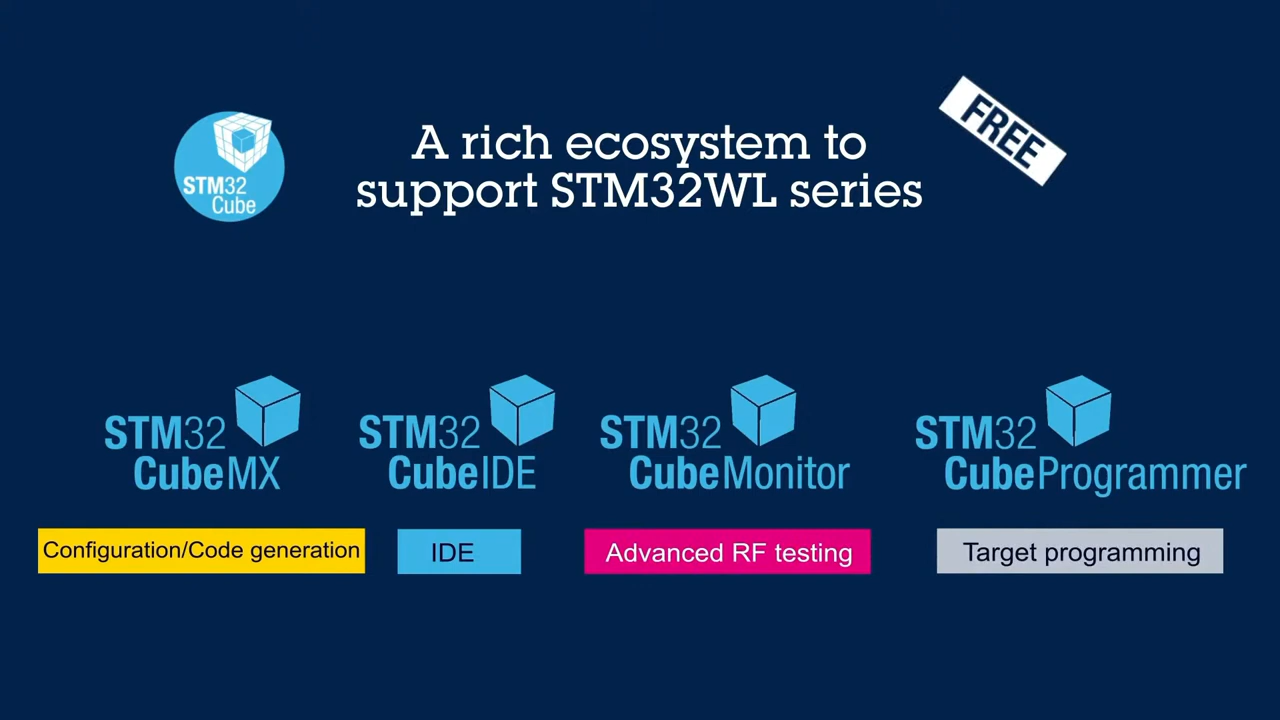 STM32
Cube
A rich ecosystem to
support STM32WL series
FREE
STM32
CubeMX
STM32
CubeIDE
STM32
CubeMonitor
STM32
CubeProgrammer
Configuration/Code generation
IDE
Advanced RF testing
Target programming